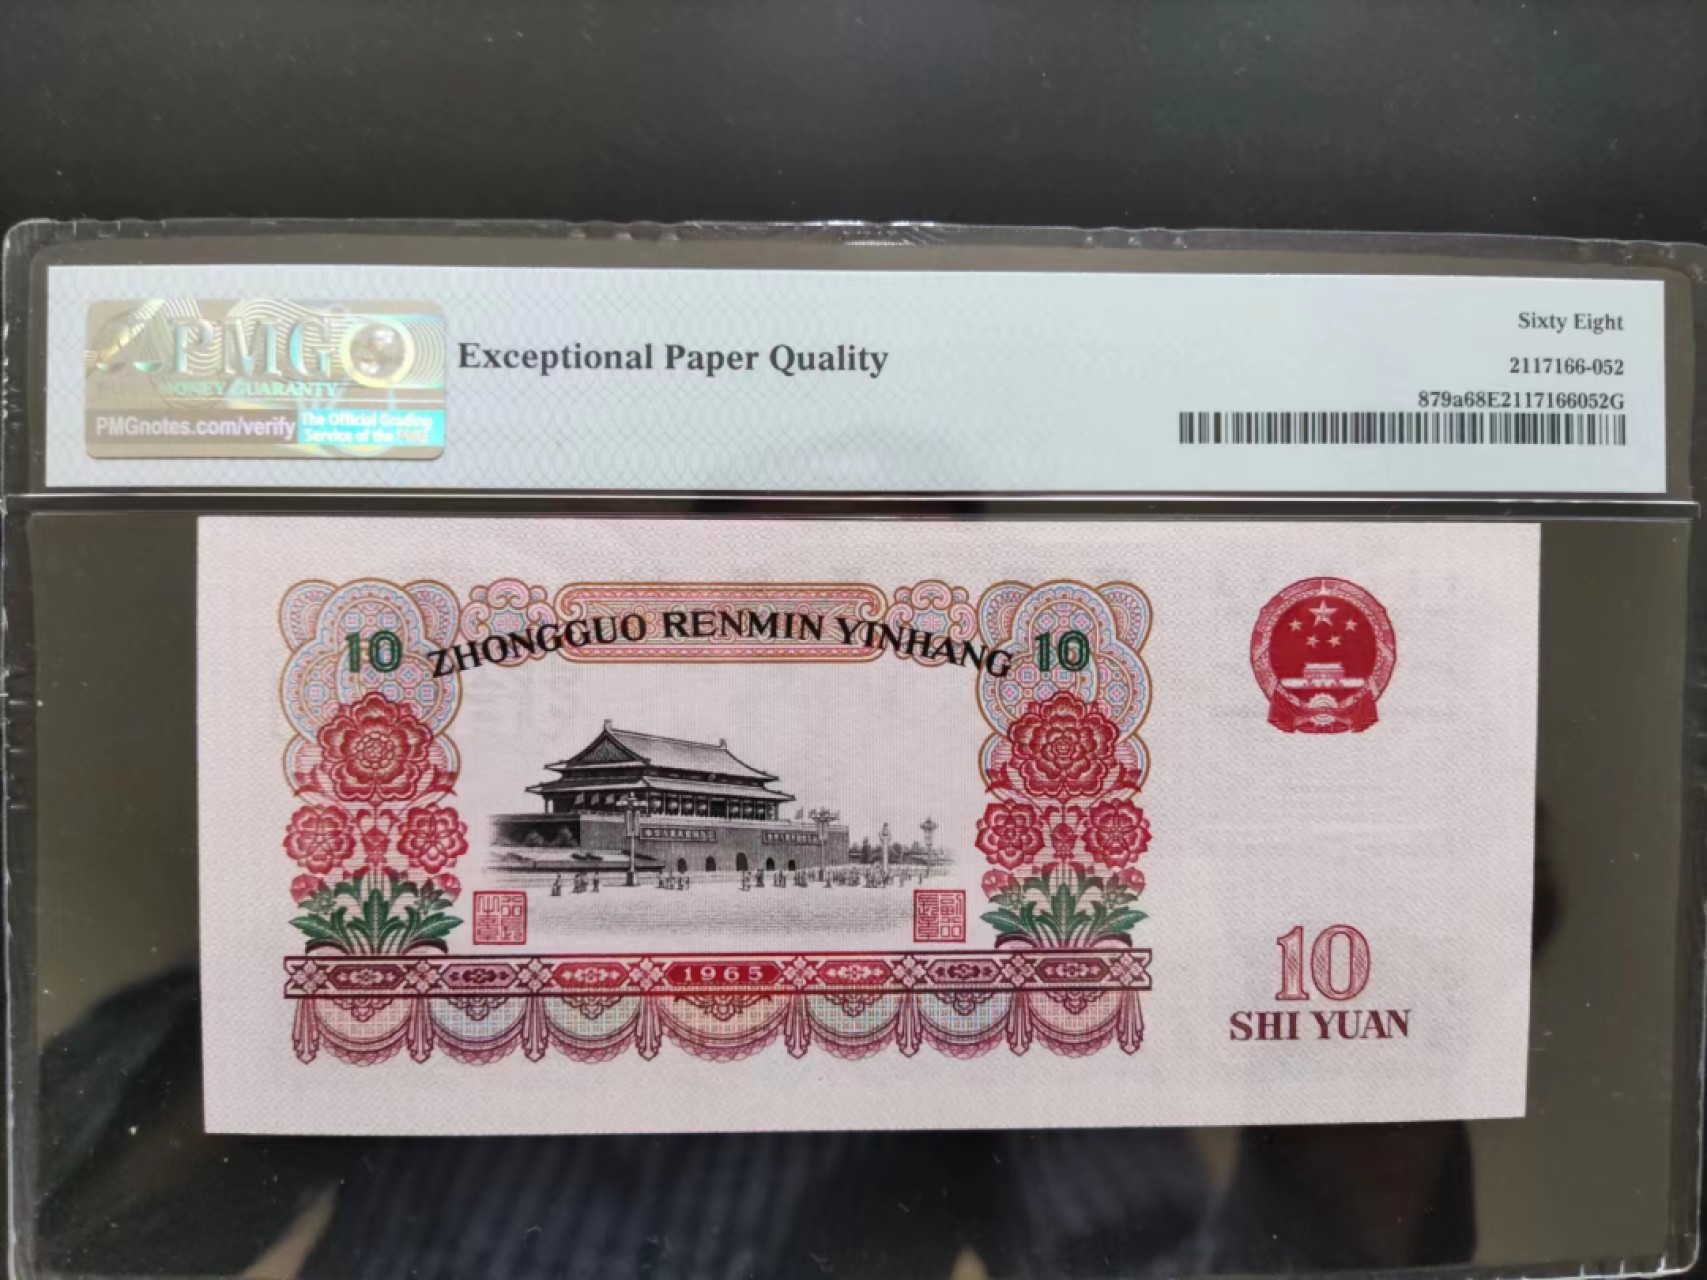 PMG
MONEY GUARANTY
PMGnotes.com/verify
The Official Grading
Service of the PMG
Exceptional Paper Quality
Sixty Eight
2117166-052
879a68E2117166052G
10 ZHONGGUO RENMIN YINHANG 10
1965
10
SHI YUAN